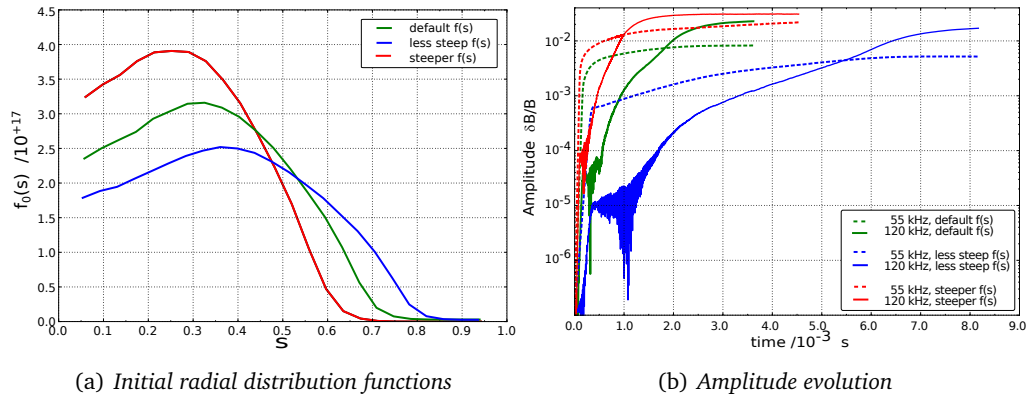 default f(s)
less steep f(s)
steeper f(s)
f₀(s) /10⁺¹⁷
4.5
4.0
3.5
3.0
2.5
2.0
1.5
1.0
0.5
0.0
0.0 0.1 0.2 0.3 0.4 0.5 0.6 0.7 0.8 0.9 1.0
S
(a) Initial radial distribution functions
Amplitude δB/B
10⁻²
10⁻³
10⁻⁴
10⁻⁵
10⁻⁶
55 kHz, default f(s)
120 kHz, default f(s)
55 kHz, less steep f(s)
120 kHz, less steep f(s)
55 kHz, steeper f(s)
120 kHz, steeper f(s)
0.0 1.0 2.0 3.0 4.0 5.0 6.0 7.0 8.0 9.0
time /10⁻³ s
(b) Amplitude evolution